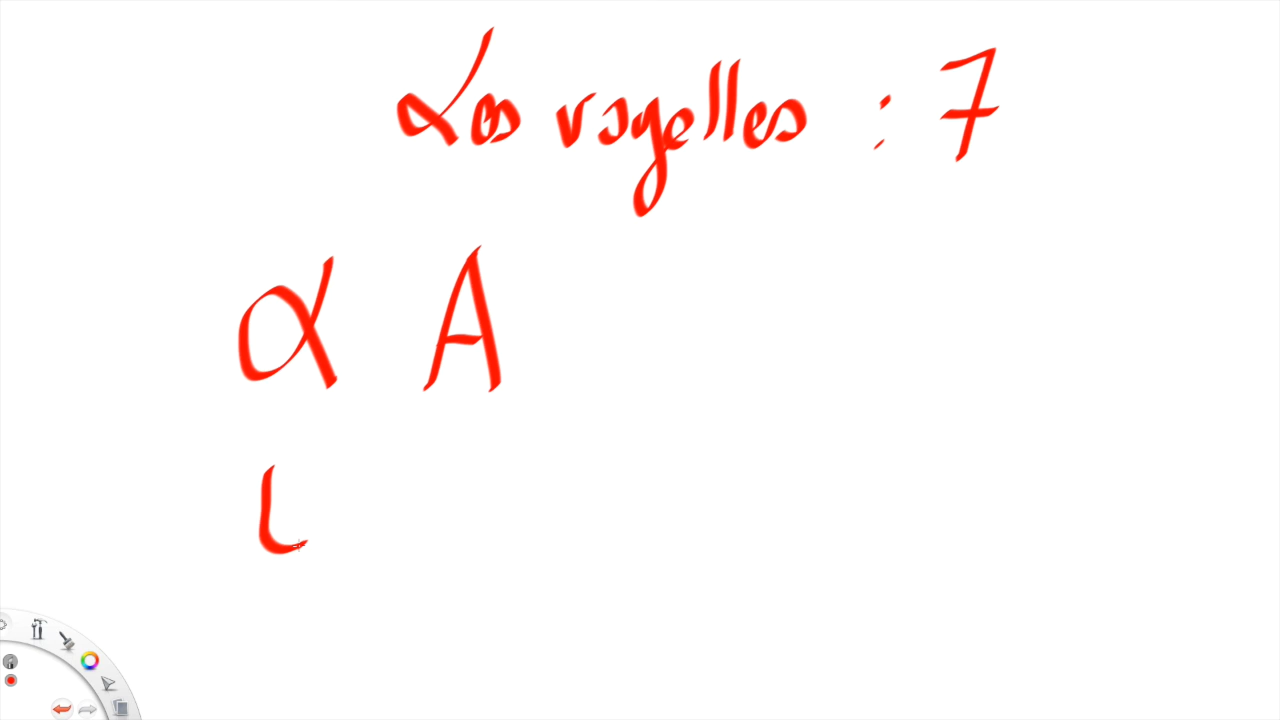 Les voyelles : 7
α A
ι